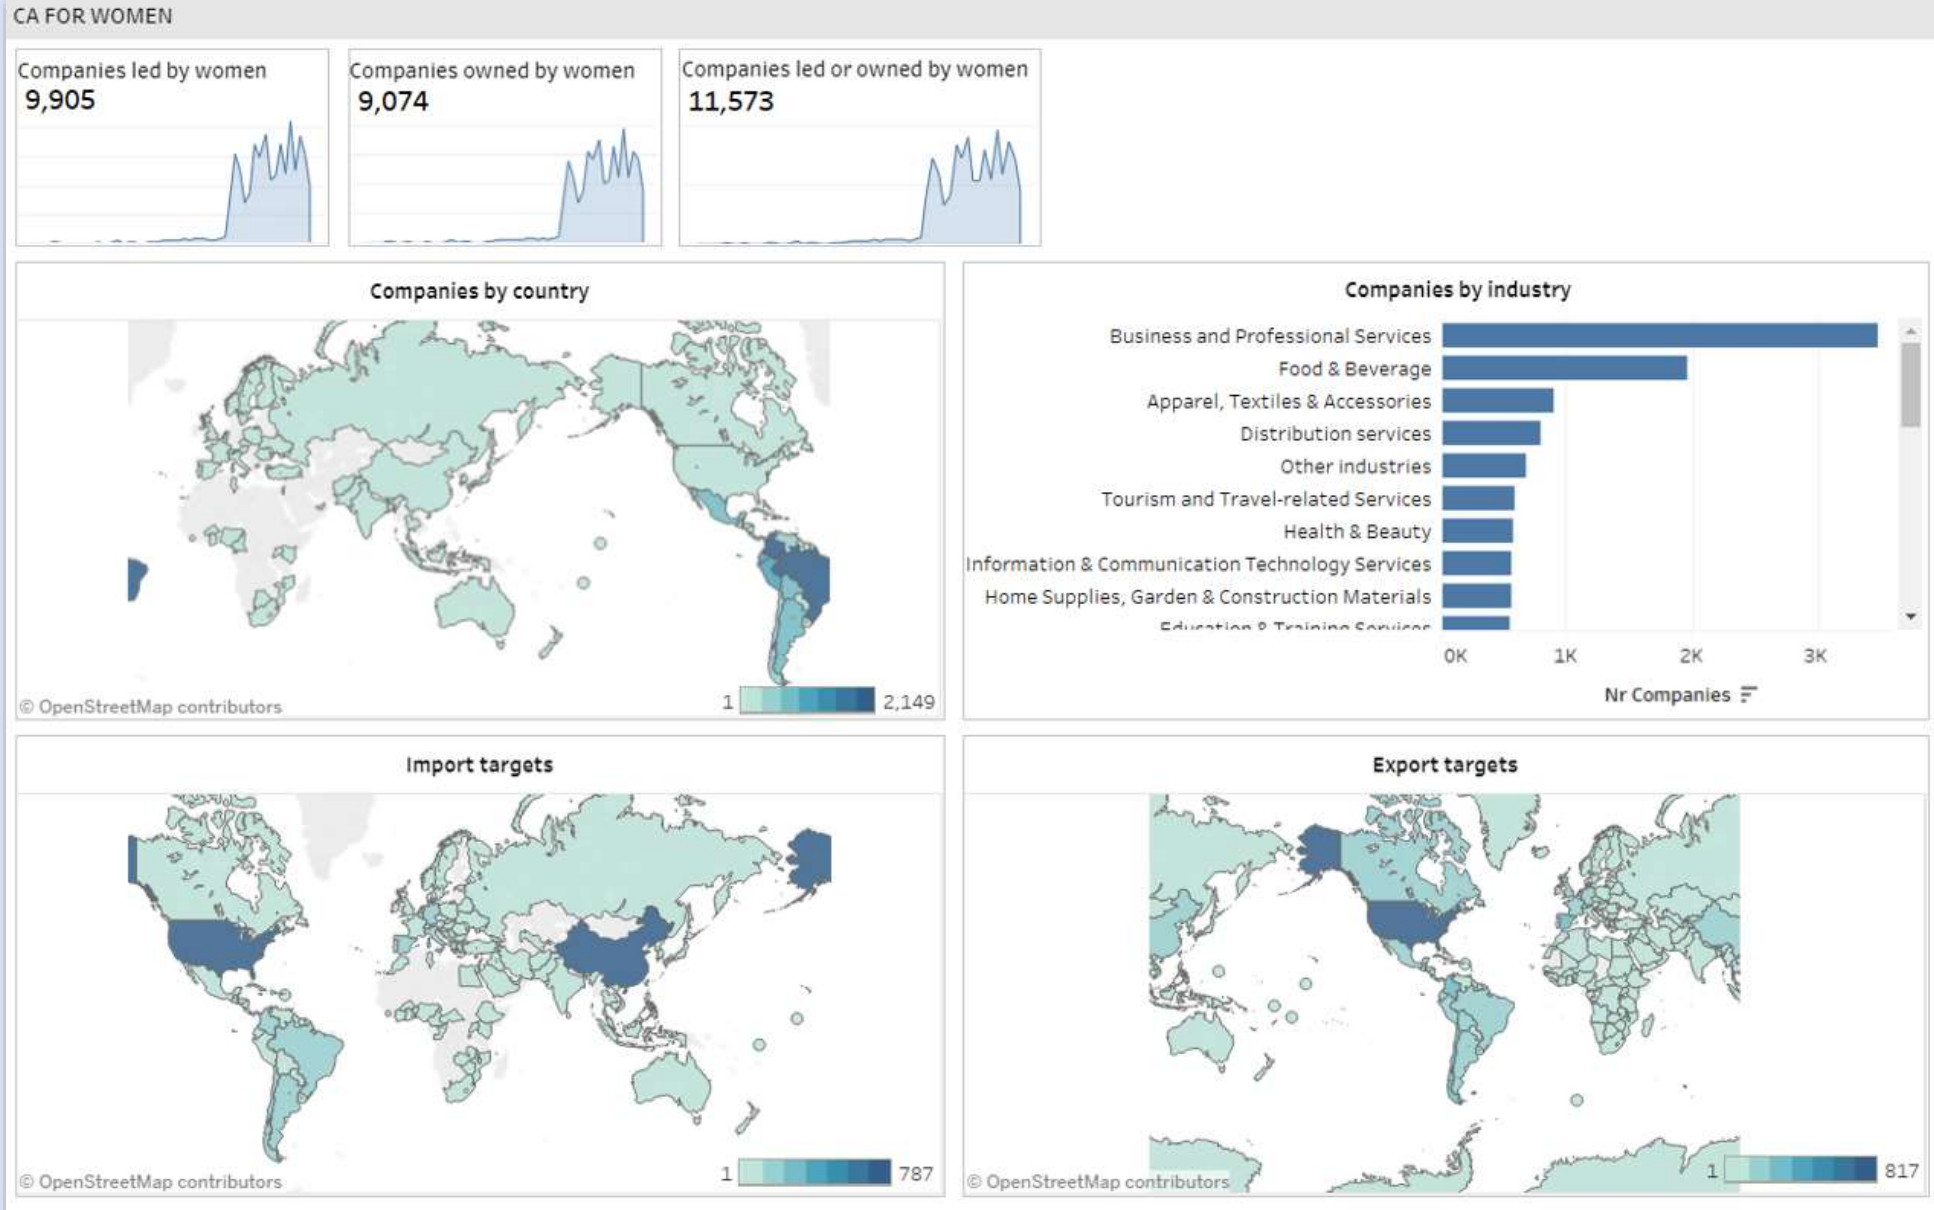 CA FOR WOMEN
Companies led by women
9,905
Companies owned by women
9,074
Companies led or owned by women
11,573
Companies by country
© OpenStreetMap contributors
1
2,149
Companies by industry
Business and Professional Services
Food & Beverage
Apparel, Textiles & Accessories
Distribution services
Other industries
Tourism and Travel-related Services
Health & Beauty
Information & Communication Technology Services
Home Supplies, Garden & Construction Materials
Education & Training Services
0K 1K 2K 3K
Nr Companies
Import targets
© OpenStreetMap contributors
1
787
Export targets
© OpenStreetMap contributors
1
817